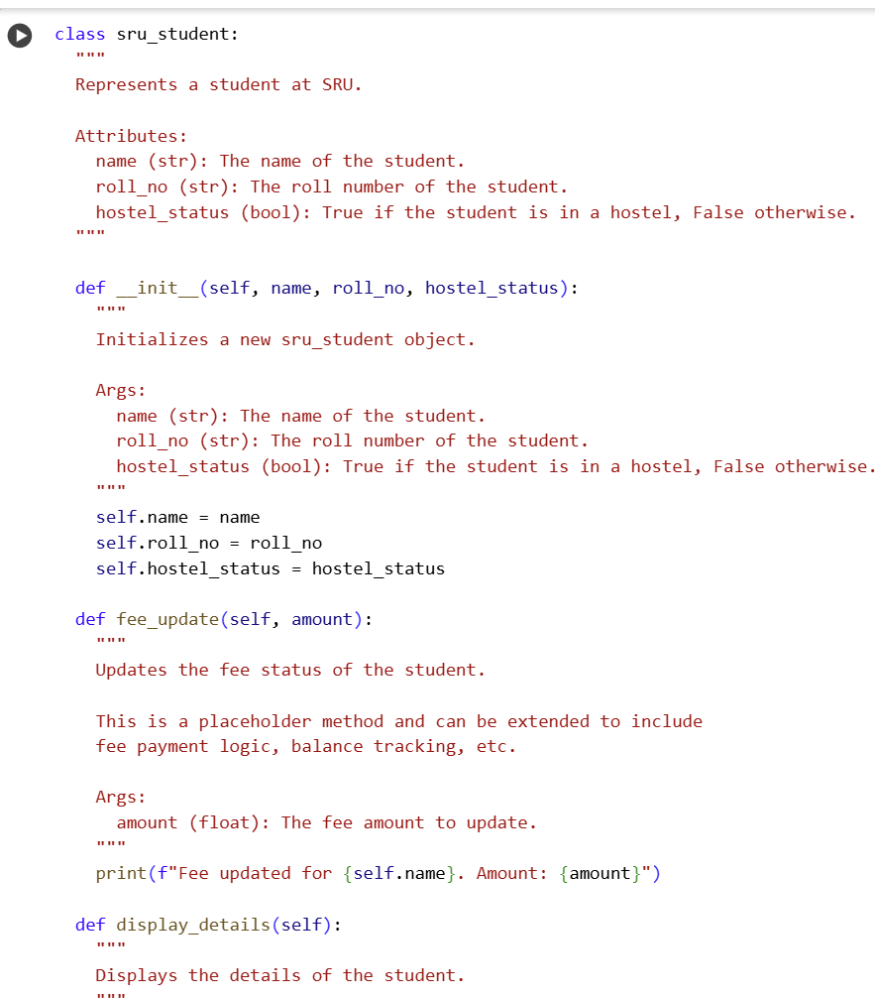 class sru_student:
"""
Represents a student at SRU.
Attributes:
name (str): The name of the student.
roll_no (str): The roll number of the student.
hostel_status (bool): True if the student is in a hostel, False otherwise.
"""
def __init__(self, name, roll_no, hostel_status):
"""
Initializes a new sru_student object.
Args:
name (str): The name of the student.
roll_no (str): The roll number of the student.
hostel_status (bool): True if the student is in a hostel, False otherwise.
"""
self.name = name
self.roll_no = roll_no
self.hostel_status = hostel_status
def fee_update(self, amount):
"""
Updates the fee status of the student.
This is a placeholder method and can be extended to include
fee payment logic, balance tracking, etc.
Args:
amount (float): The fee amount to update.
"""
print(f"Fee updated for {self.name}. Amount: {amount}")
def display_details(self):
"""
Displays the details of the student.
"""